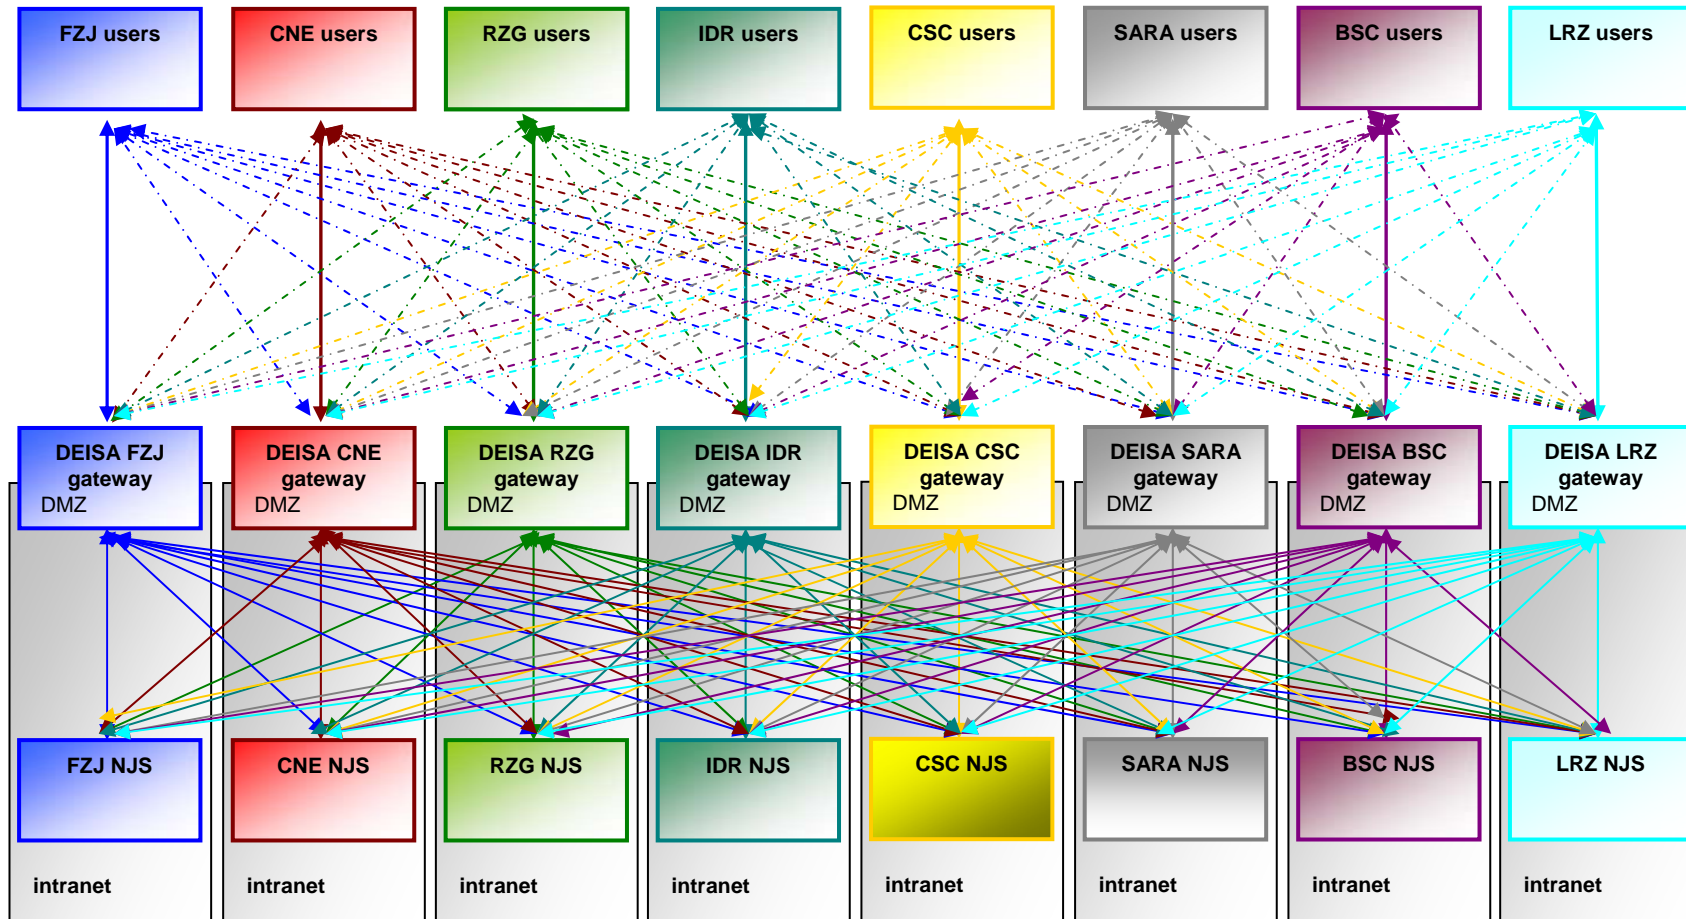 FZJ users
CNE users
RZG users
IDR users
CSC users
SARA users
BSC users
LRZ users
DEISA FZJ
gateway
DMZ
DEISA CNE
gateway
DMZ
DEISA RZG
gateway
DMZ
DEISA IDR
gateway
DMZ
DEISA CSC
gateway
DMZ
DEISA SARA
gateway
DMZ
DEISA BSC
gateway
DMZ
DEISA LRZ
gateway
DMZ
FZJ NJS
CNE NJS
RZG NJS
IDR NJS
CSC NJS
SARA NJS
BSC NJS
LRZ NJS
intranet
intranet
intranet
intranet
intranet
intranet
intranet
intranet